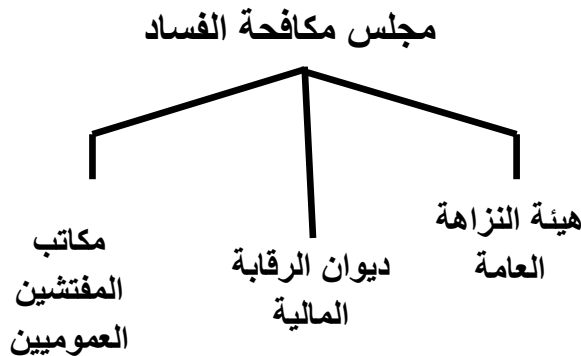 مجلس مكافحة الفساد
هيئة النزاهة
العامة
ديوان الرقابة
المالية
مكاتب
المفتشين
العموميين